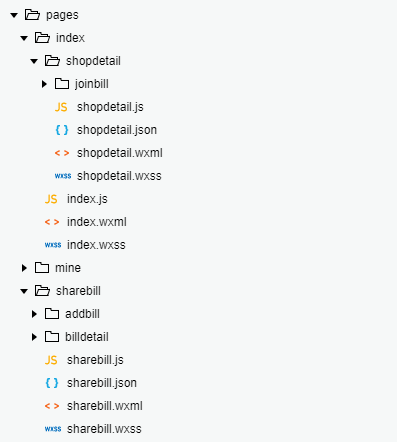 pages
index
shopdetail
joinbill
JS shopdetail.js
{ } shopdetail.json
< > shopdetail.wxml
wxss shopdetail.wxss
JS index.js
< > index.wxml
wxss index.wxss
mine
sharebill
addbill
billdetail
JS sharebill.js
{ } sharebill.json
< > sharebill.wxml
wxss sharebill.wxss